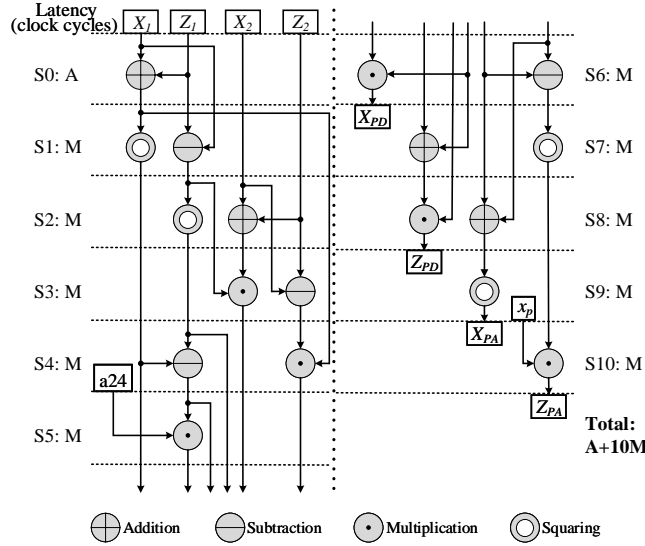 Latency
(clock cycles)
X1 Z1 X2 Z2
S0: A
S1: M
S2: M
S3: M
S4: M
a24
S5: M
S6: M
XPD
S7: M
S8: M
ZPD
S9: M
xp
XPA
S10: M
ZPA
Total:
A+10M
Addition Subtraction Multiplication Squaring